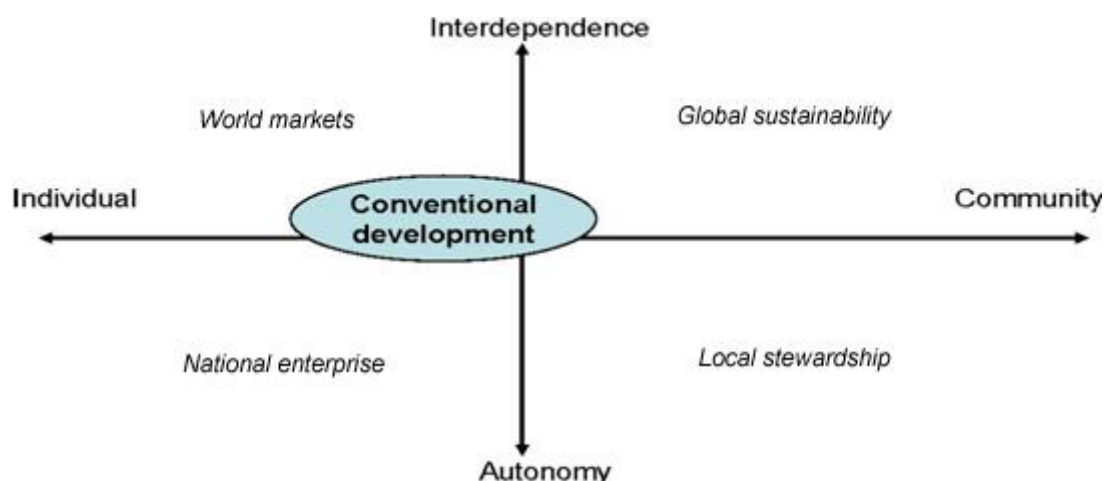 Interdependence
World markets
Global sustainability
Individual
Conventional
development
Community
National enterprise
Local stewardship
Autonomy